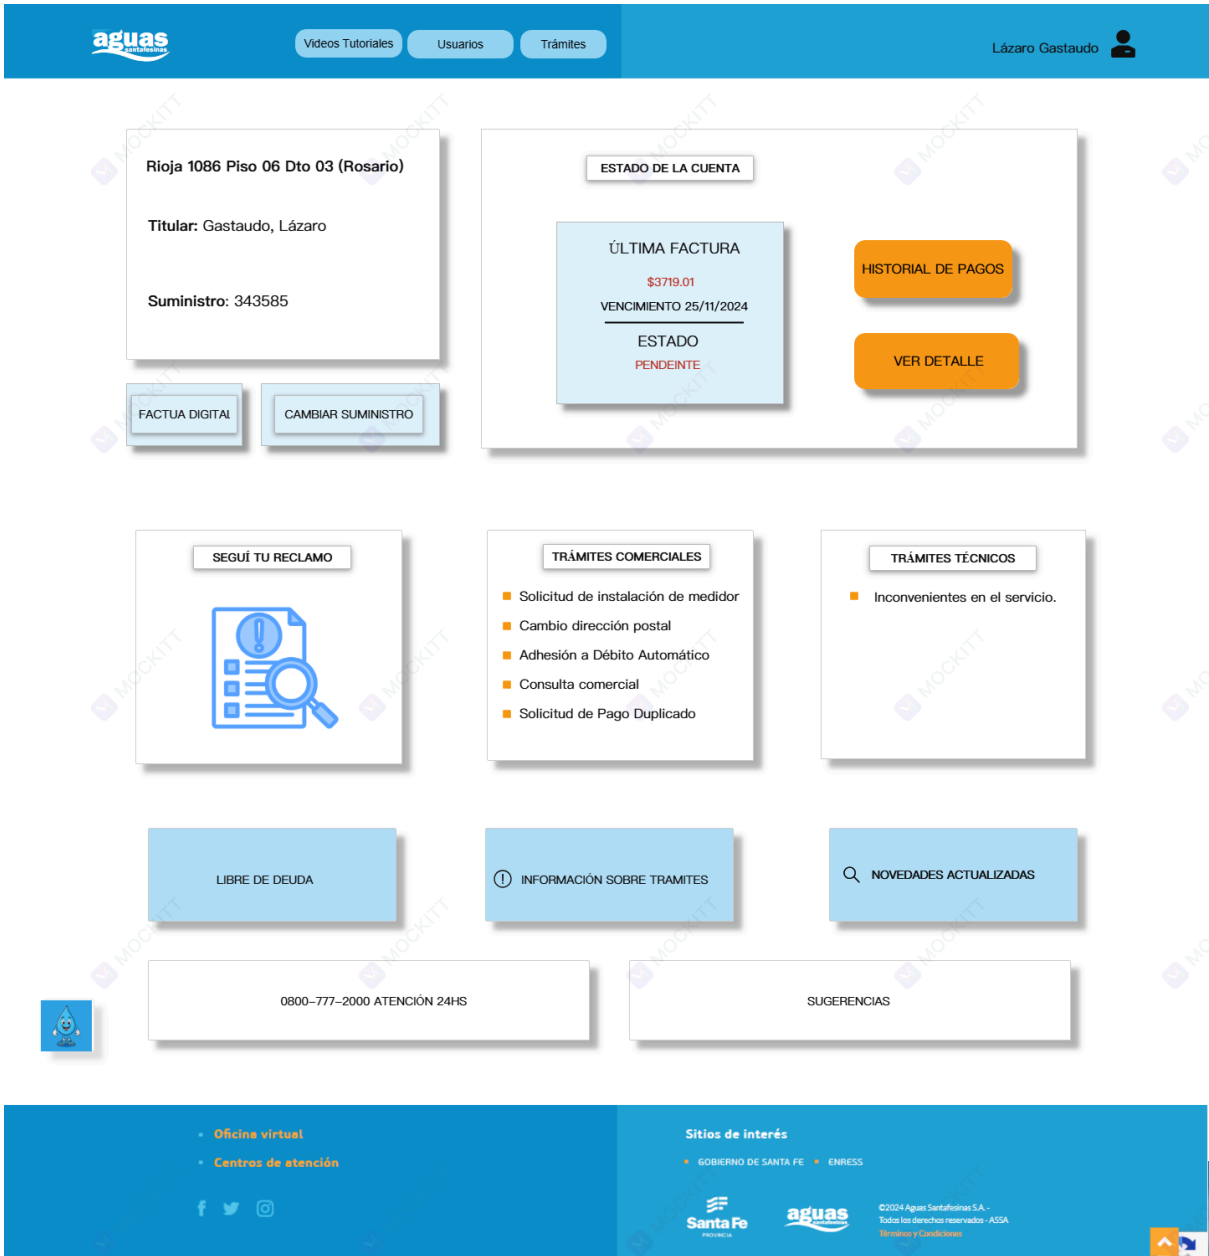 aguas
santafesinas
Videos Tutoriales
Usuarios
Trámites
Lázaro Gastaudo
Rioja 1086 Piso 06 Dto 03 (Rosario)
Titular: Gastaudo, Lázaro
Suministro: 343585
FACTUA DIGITAL
CAMBIAR SUMINISTRO
ESTADO DE LA CUENTA
ÚLTIMA FACTURA
$3719.01
VENCIMIENTO 25/11/2024
ESTADO
PENDEINTE
HISTORIAL DE PAGOS
VER DETALLE
SEGUÍ TU RECLAMO
TRÁMITES COMERCIALES
Solicitud de instalación de medidor
Cambio dirección postal
Adhesión a Débito Automático
Consulta comercial
Solicitud de Pago Duplicado
TRÁMITES TÉCNICOS
Inconvenientes en el servicio.
LIBRE DE DEUDA
INFORMACIÓN SOBRE TRAMITES
NOVEDADES ACTUALIZADAS
0800-777-2000 ATENCIÓN 24HS
SUGERENCIAS
Oficina virtual
Centros de atención
Sitios de interés
GOBIERNO DE SANTA FE
ENRESS
Santa Fe
PROVINCIA
aguas
santafesinas
©2024 Aguas Santafesinas S.A. -
Todos los derechos reservados - ASSA
Términos y Condiciones
MOCKITT